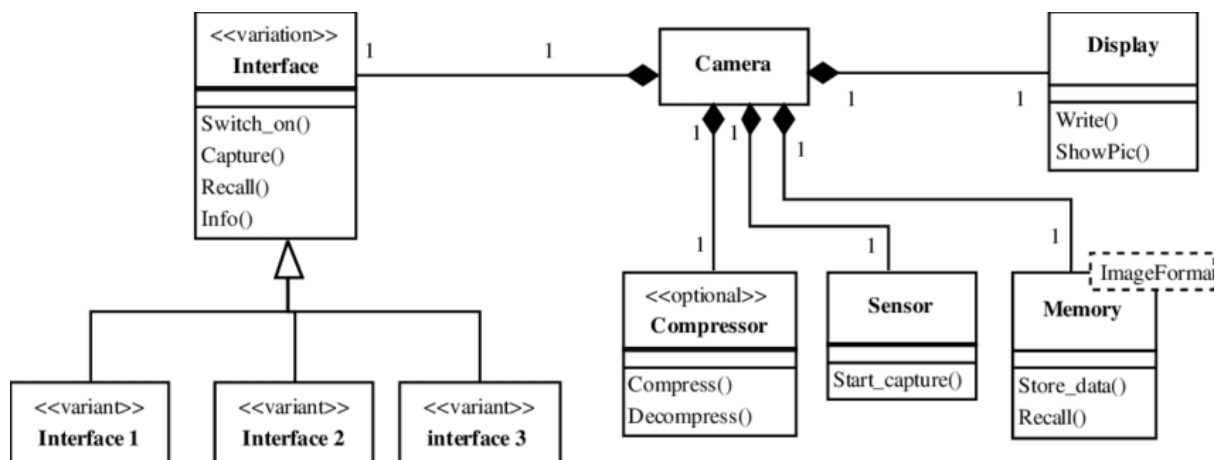 <<variation>>
Interface
Switch_on()
Capture()
Recall()
Info()
1
1
Camera
1
1
Display
Write()
ShowPic()
1
1
1
1
1
1
<<optional>>
Compressor
Compress()
Decompress()
Sensor
Start_capture()
ImageForma
Memory
Store_data()
Recall()
<<variant>>
Interface 1
<<variant>>
Interface 2
<<variant>>
interface 3